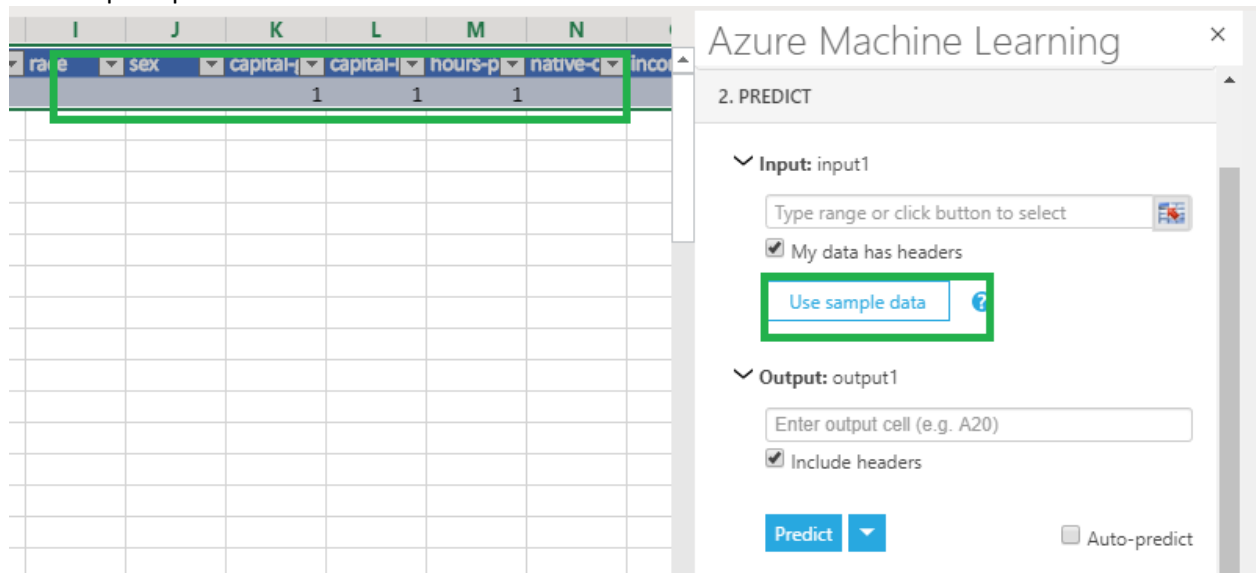 I J K L M N
race sex capital-g capital-l hours-p native-c incor
1 1 1
Azure Machine Learning ×
2. PREDICT
Input: input1
Type range or click button to select
My data has headers
Use sample data ?
Output: output1
Enter output cell (e.g. A20)
Include headers
Predict
Auto-predict